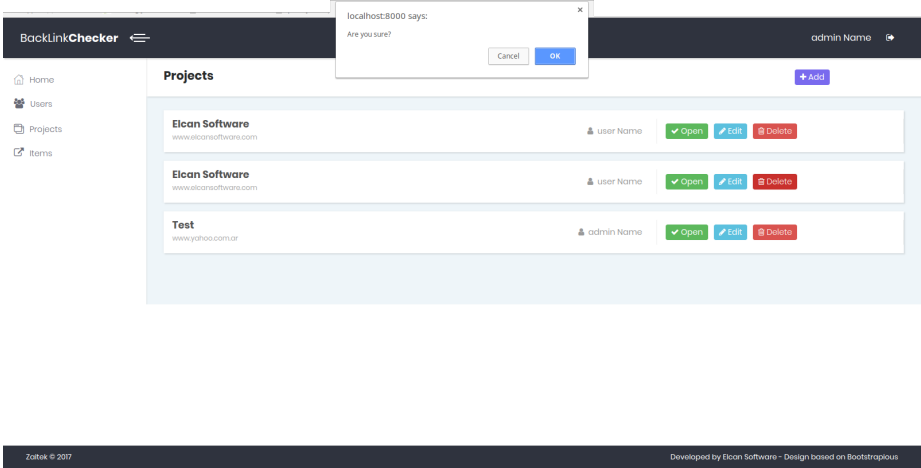 localhost:8000 says:
Are you sure?
Cancel OK
BackLinkChecker
admin Name
Home
Users
Projects
Items
Projects
+ Add
Elcan Software
www.elcansoftware.com
user Name
Open Edit Delete
Elcan Software
www.elcansoftware.com
user Name
Open Edit Delete
Test
www.yahoo.com.ar
admin Name
Open Edit Delete
Zaitek © 2017
Developed by Elcan Software - Design based on Bootstrapious